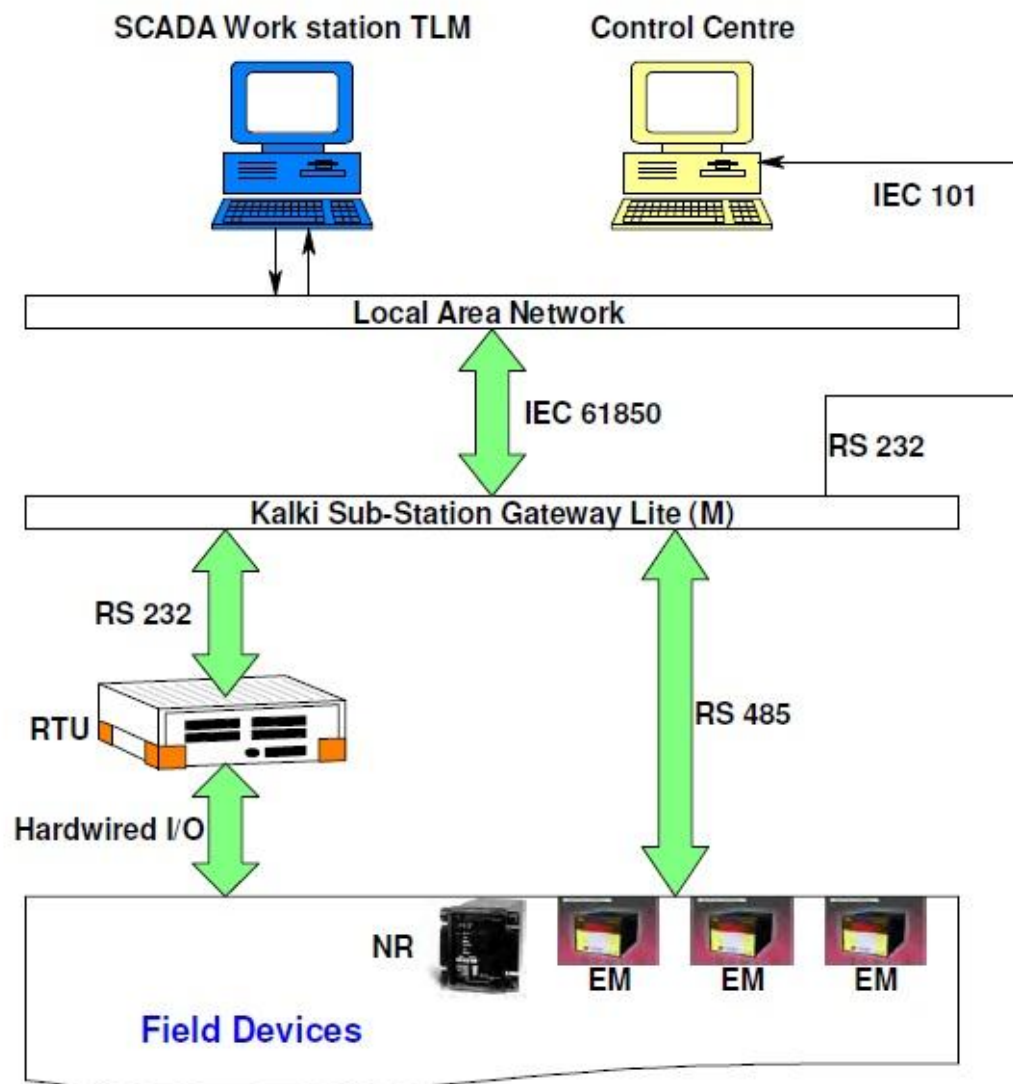 SCADA Work station TLM
Control Centre
IEC 101
Local Area Network
IEC 61850
RS 232
Kalki Sub-Station Gateway Lite (M)
RS 232
RTU
RS 485
Hardwired I/O
NR
EM
EM
EM
Field Devices